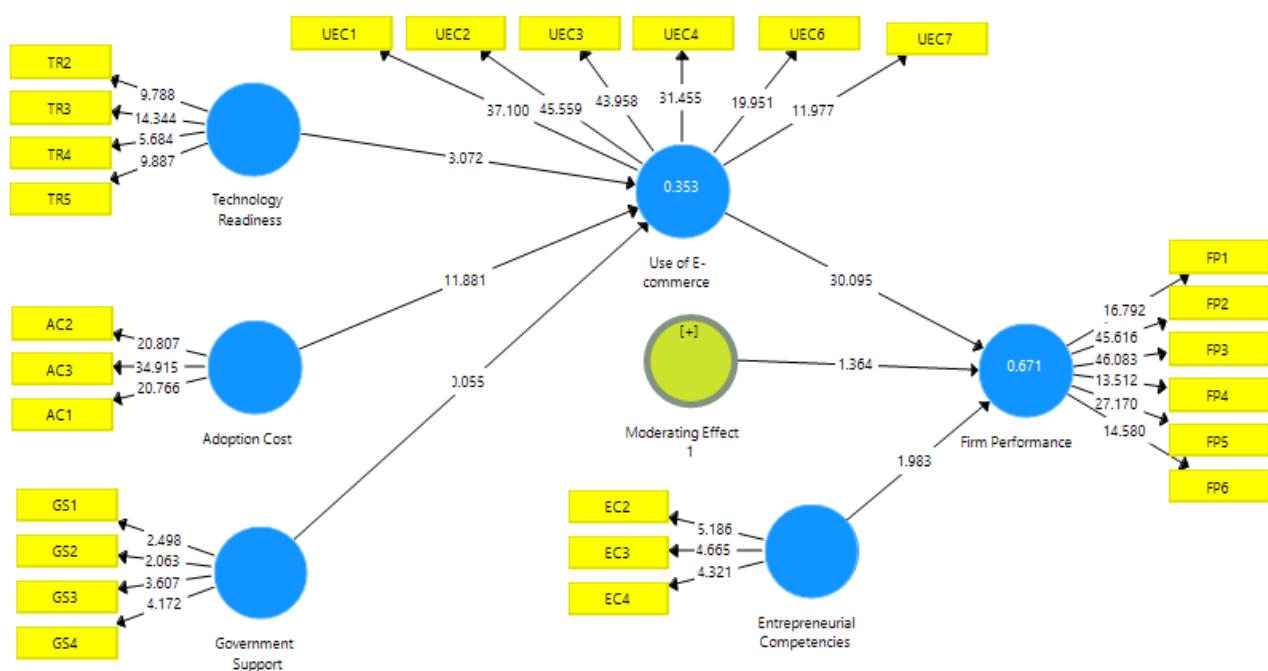 UEC1
UEC2
UEC3
UEC4
UEC6
UEC7
37.100
45.559
43.958
31.455
19.951
11.977
TR2
TR3
TR4
TR5
9.788
14.344
5.684
9.887
Technology
Readiness
3.072
0.353
Use of E-
commerce
AC2
AC3
AC1
20.807
34.915
20.766
Adoption Cost
11.881
[+]
Moderating Effect
1
30.095
1.364
0.671
Firm Performance
FP1
FP2
FP3
FP4
FP5
FP6
16.792
45.616
46.083
13.512
27.170
14.580
GS1
GS2
GS3
GS4
2.498
2.063
3.607
4.172
Government
Support
0.055
EC2
EC3
EC4
5.186
4.665
4.321
Entrepreneurial
Competencies
1.983